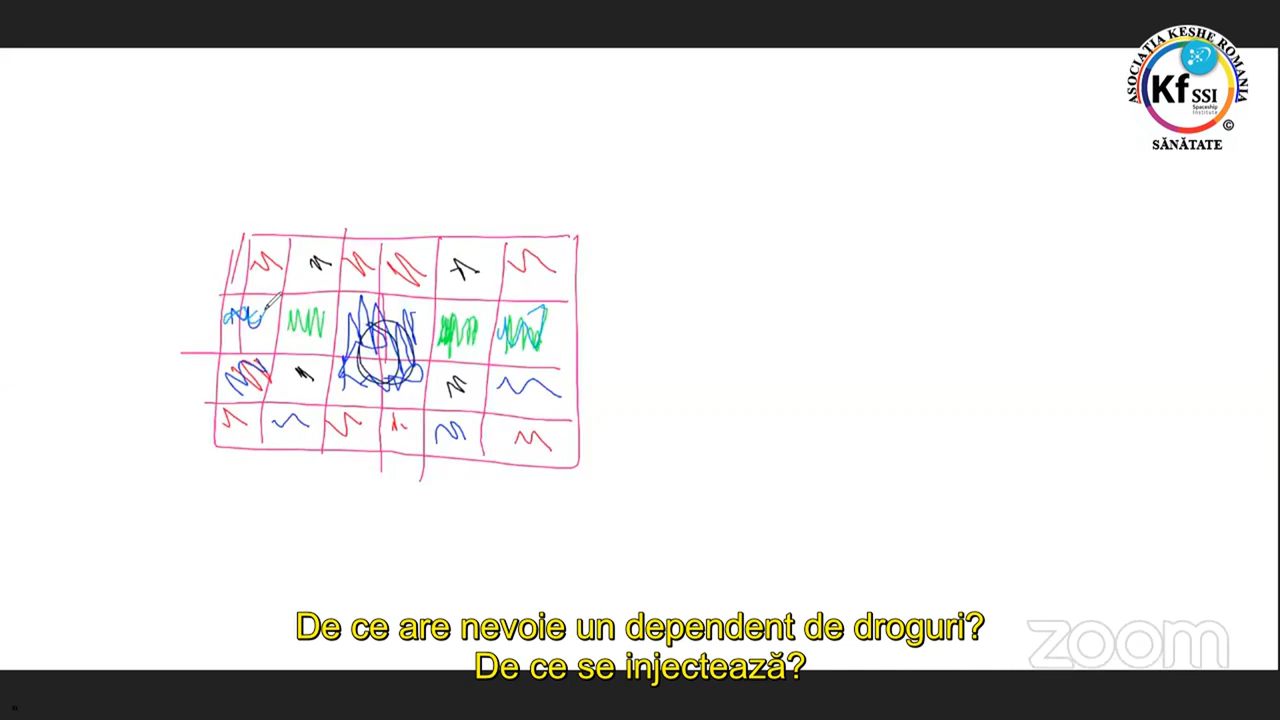 ASOCIAȚIA KESHE ROMANIA
Kf SSI
Spaceship
Institute
©
SĂNĂTATE
De ce are nevoie un dependent de droguri?
De ce se injectează?
zoom